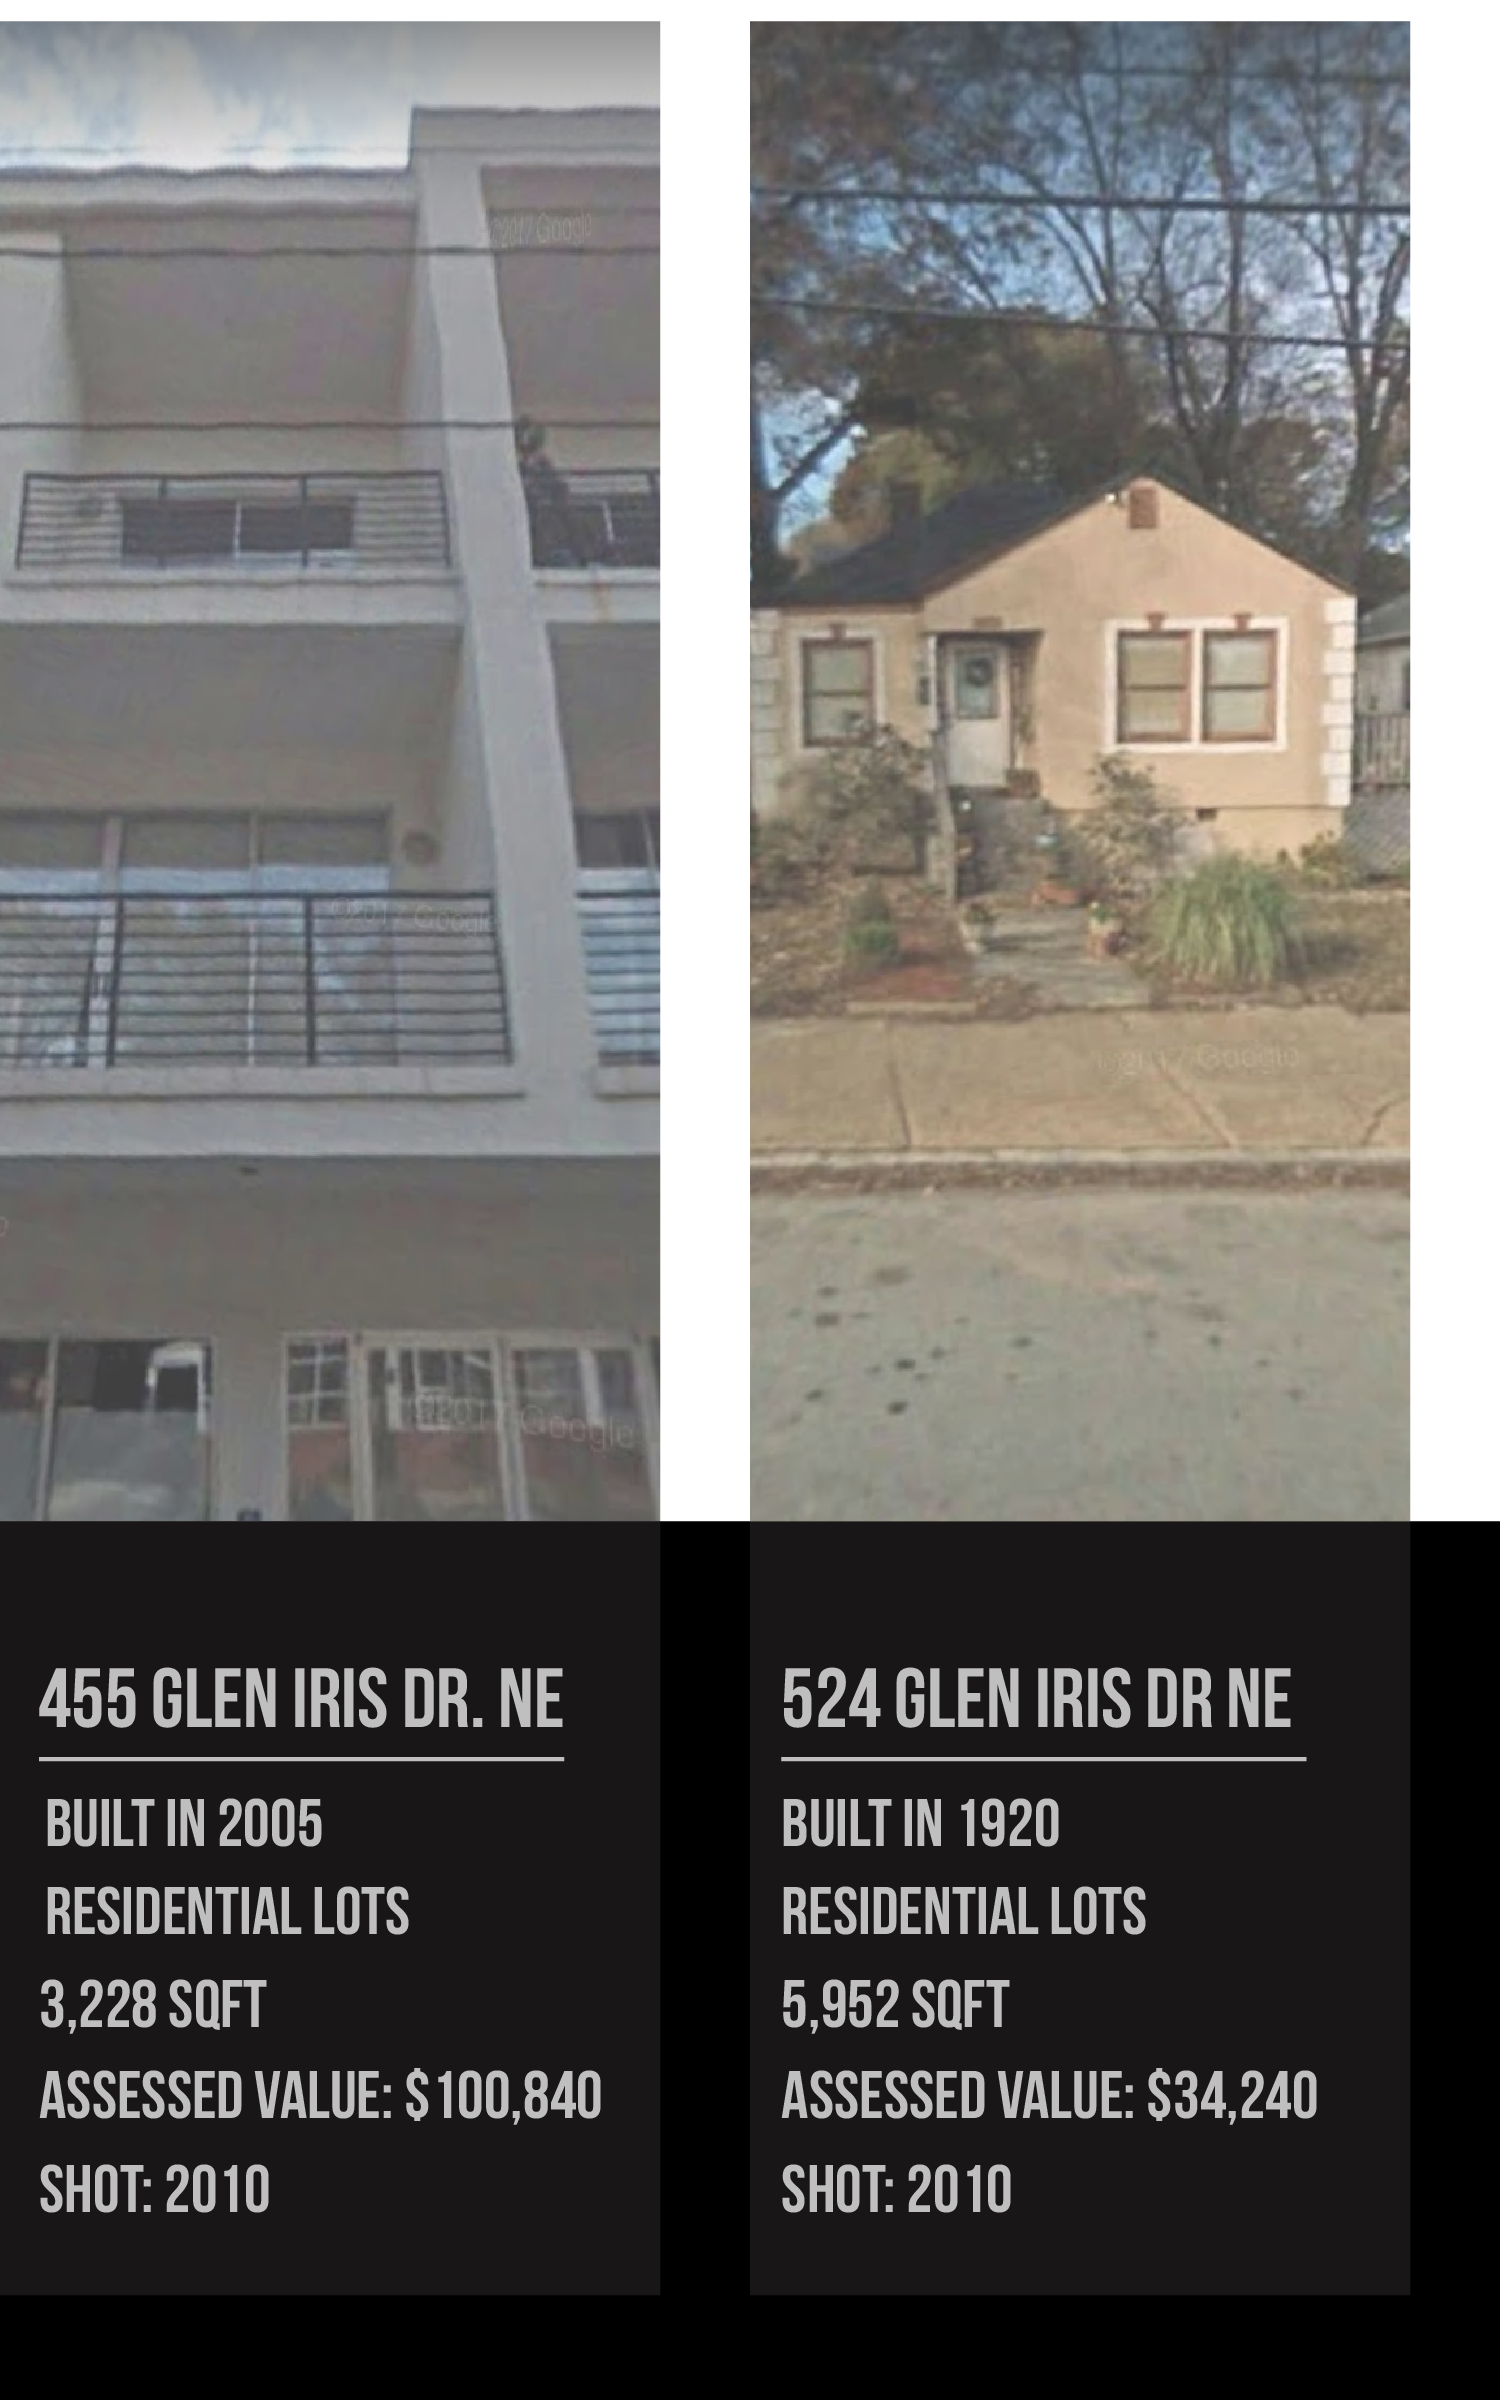 ©2017 Google
©2017 Google
©2017 Google
©2017 Google
455 GLEN IRIS DR. NE
BUILT IN 2005
RESIDENTIAL LOTS
3,228 SQFT
ASSESSED VALUE: $100,840
SHOT: 2010
524 GLEN IRIS DR NE
BUILT IN 1920
RESIDENTIAL LOTS
5,952 SQFT
ASSESSED VALUE: $34,240
SHOT: 2010